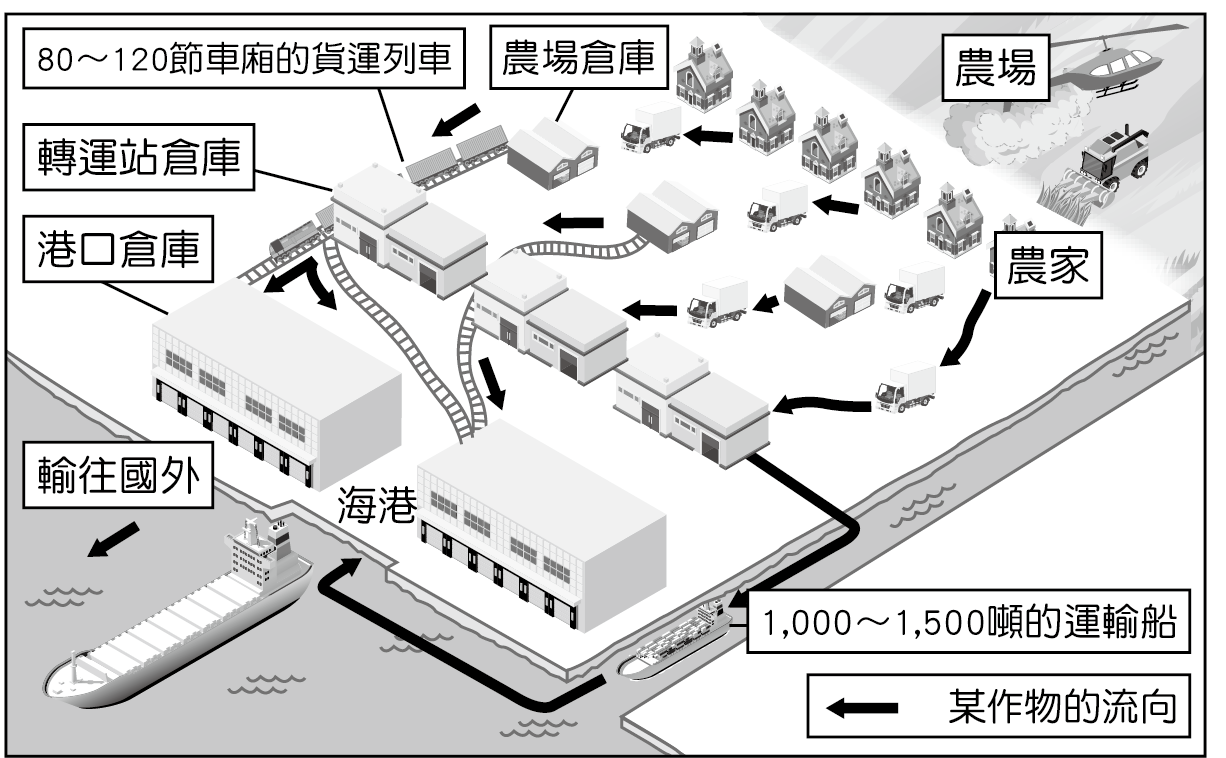 80～120節車廂的貨運列車
農場倉庫
農場
轉運站倉庫
港口倉庫
農家
輸往國外
海港
1,000～1,500噸的運輸船
某作物的流向